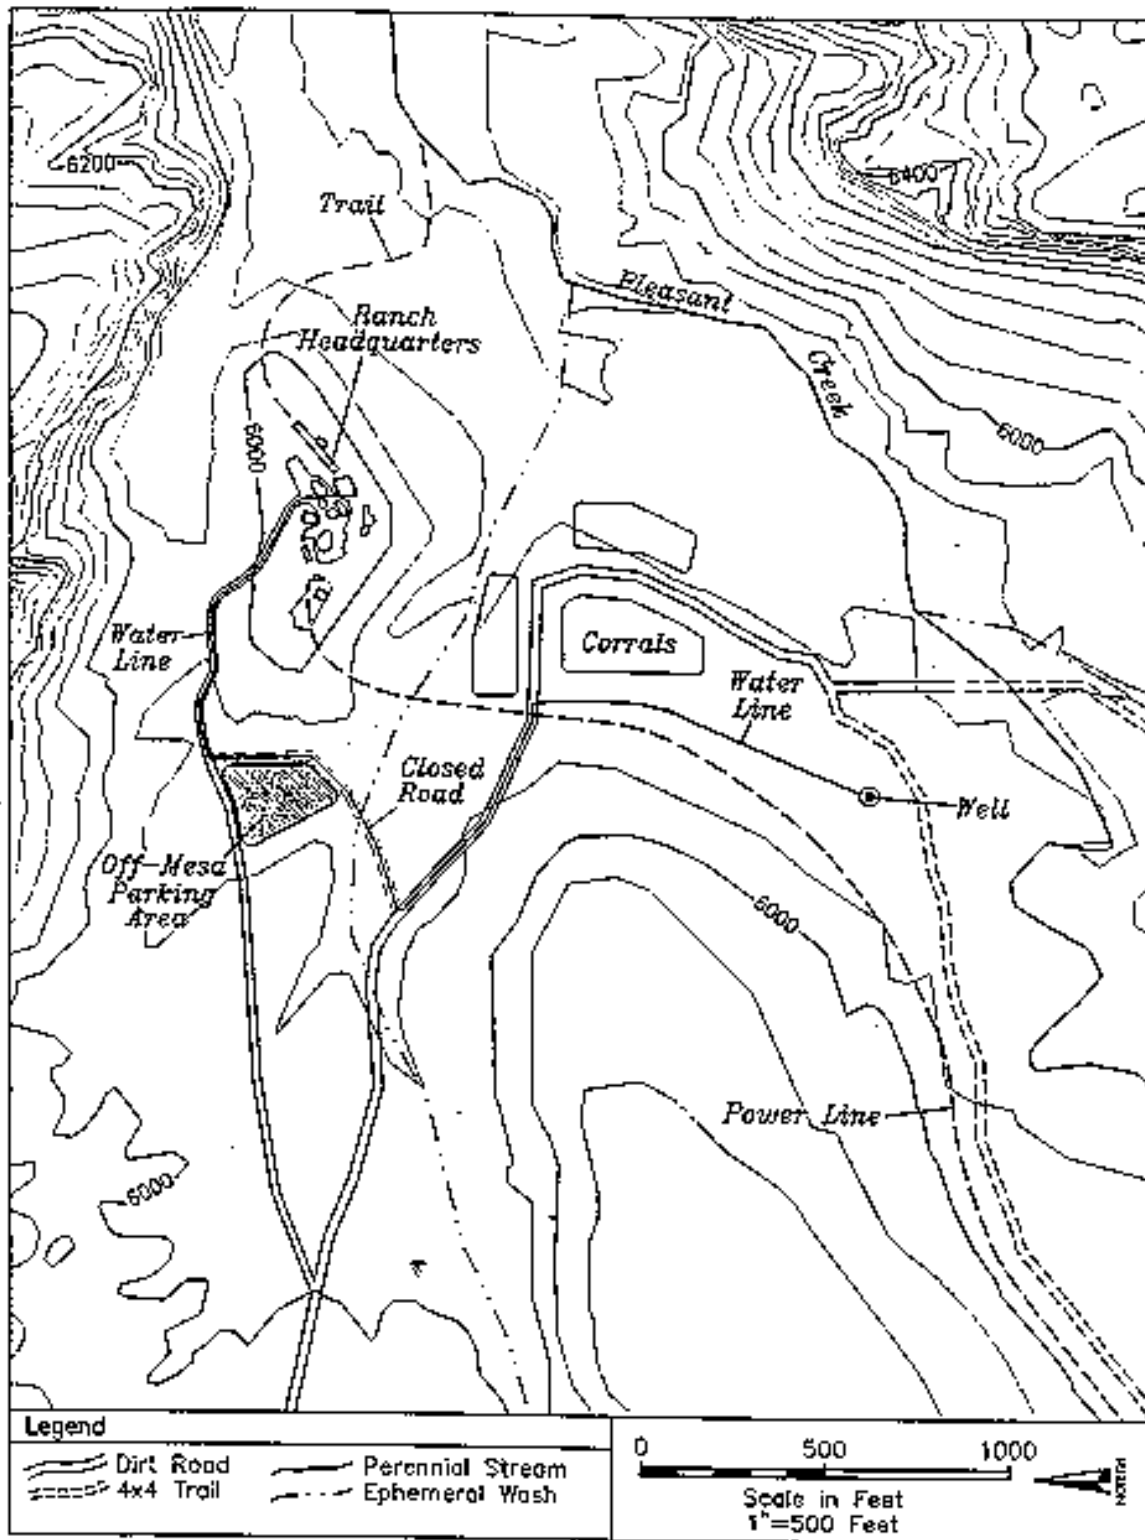 6200
6400
Trail
Pleasant
Ranch
Headquarters
Creek
6000
6000
Water
Line
Corrals
Water
Line
Closed
Road
Well
Off-Mesa
Parking
Area
6000
Power Line
6000
Legend
Dirt Road
4x4 Trail
Perennial Stream
Ephemeral Wash
0 500 1000
Scale in Feet
1"=500 Feet
NORTH